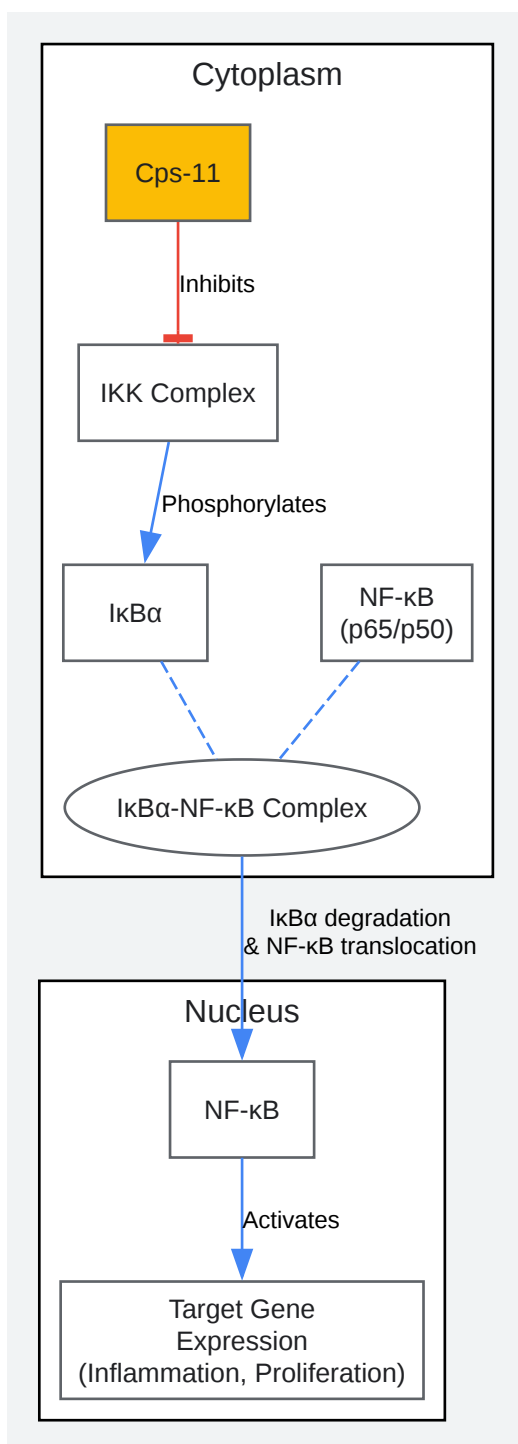 Cytoplasm
Cps-11
Inhibits
IKK Complex
Phosphorylates
IκBα
NF-κB
(p65/p50)
IκBα-NF-κB Complex
IκBα degradation
& NF-κB translocation
Nucleus
NF-κB
Activates
Target Gene
Expression
(Inflammation, Proliferation)